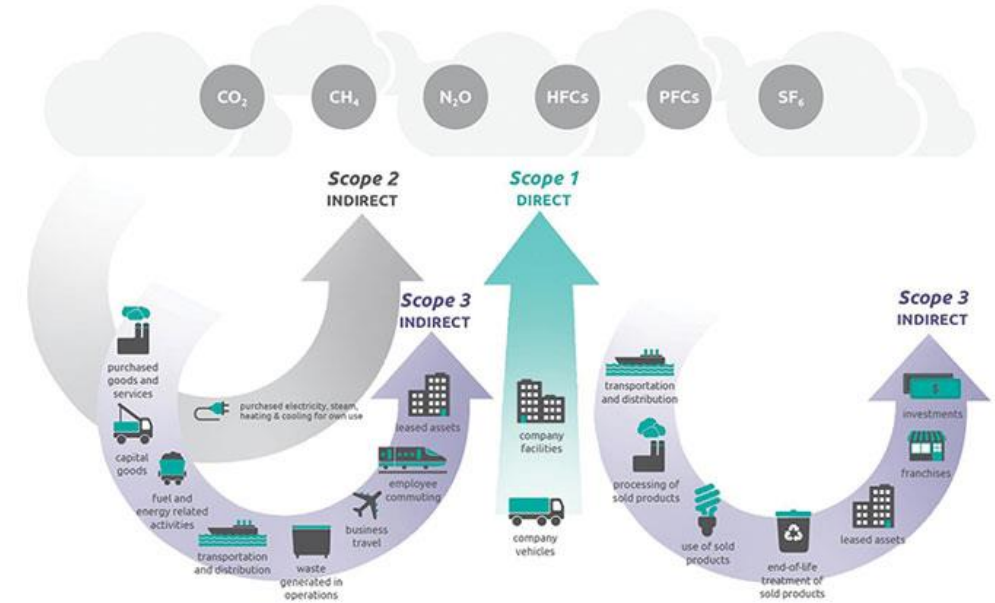 CO₂
CH₄
N₂O
HFCs
PFCs
SF₆
Scope 2
INDIRECT
Scope 1
DIRECT
Scope 3
INDIRECT
Scope 3
INDIRECT
purchased
goods and
services
capital
goods
fuel and
energy related
activities
transportation
and distribution
waste
generated in
operations
business
travel
employee
commuting
leased assets
purchased electricity, steam,
heating & cooling for own use
company
facilities
company
vehicles
transportation
and distribution
processing of
sold products
use of sold
products
end-of-life
treatment of
sold products
leased assets
franchises
$
investments